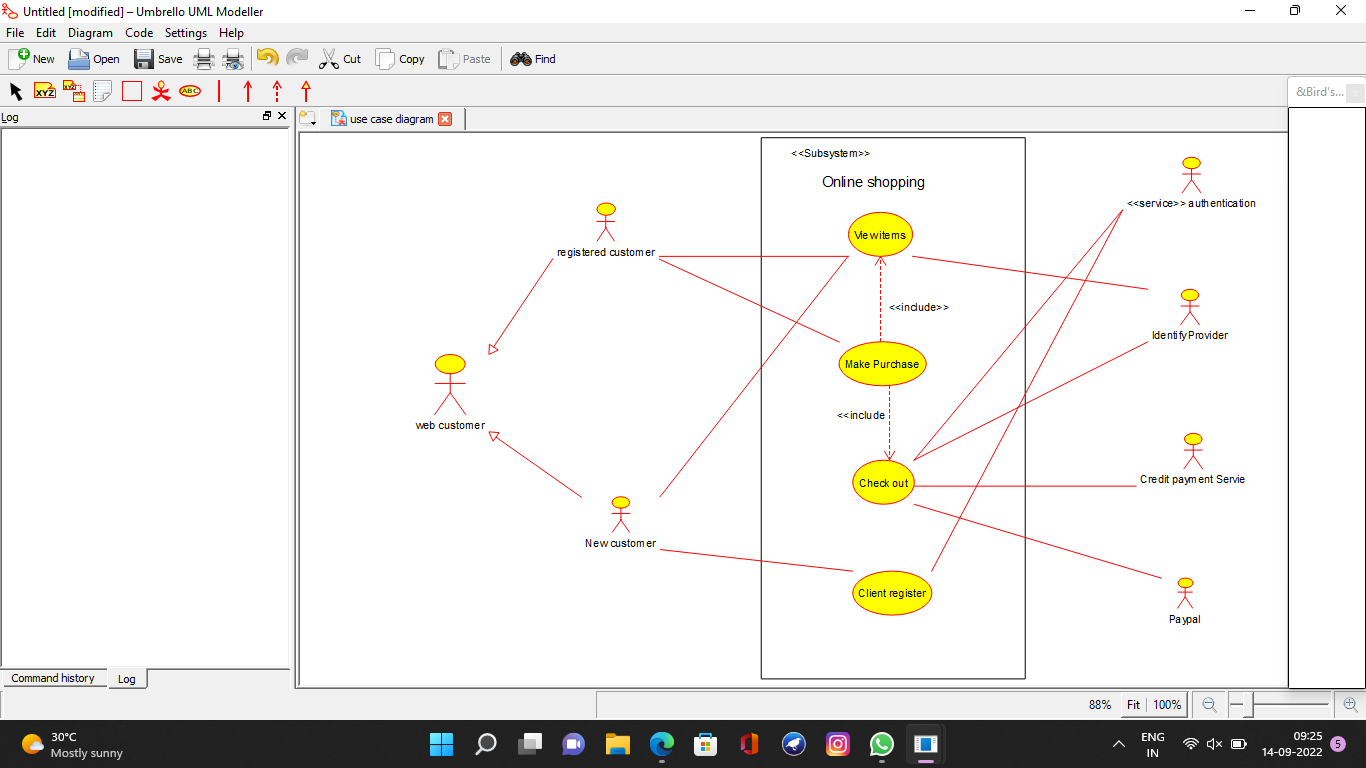 Untitled [modified] – Umbrello UML Modeller
File Edit Diagram Code Settings Help
New Open Save Cut Copy Paste Find
XYZ XYZ ABC
&Bird's...
Log
use case diagram
<<Subsystem>>
Online shopping
<<service>> authentication
View items
registered customer
<<include>>
IdentifyProvider
Make Purchase
<<include
web customer
Check out
Credit payment Servie
New customer
Client register
Paypal
Command history Log
88% Fit 100%
30°C
Mostly sunny
ENG
IN
09:25
14-09-2022
5